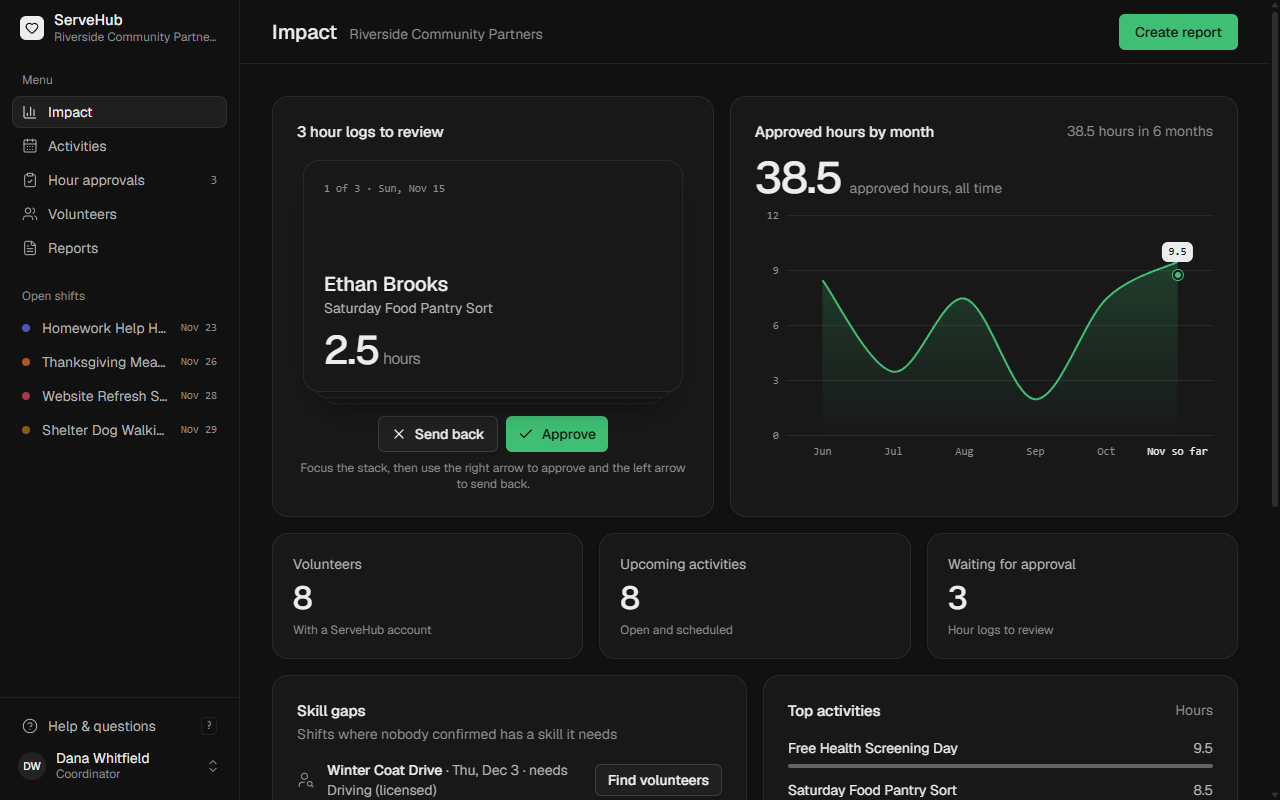 ServeHub
Riverside Community Partne...
Menu
Impact
Activities
Hour approvals 3
Volunteers
Reports
Open shifts
Homework Help H... Nov 23
Thanksgiving Mea... Nov 26
Website Refresh S... Nov 28
Shelter Dog Walki... Nov 29
Help & questions ?
DW Dana Whitfield
Coordinator
Impact Riverside Community Partners
Create report
3 hour logs to review
1 of 3 · Sun, Nov 15
Ethan Brooks
Saturday Food Pantry Sort
2.5 hours
Send back
Approve
Focus the stack, then use the right arrow to approve and the left arrow
to send back.
Approved hours by month 38.5 hours in 6 months
38.5 approved hours, all time
12
9
6
3
0
9.5
Jun Jul Aug Sep Oct Nov so far
Volunteers
8
With a ServeHub account
Upcoming activities
8
Open and scheduled
Waiting for approval
3
Hour logs to review
Skill gaps
Shifts where nobody confirmed has a skill it needs
Winter Coat Drive · Thu, Dec 3 · needs
Driving (licensed)
Find volunteers
Top activities Hours
Free Health Screening Day 9.5
Saturday Food Pantry Sort 8.5